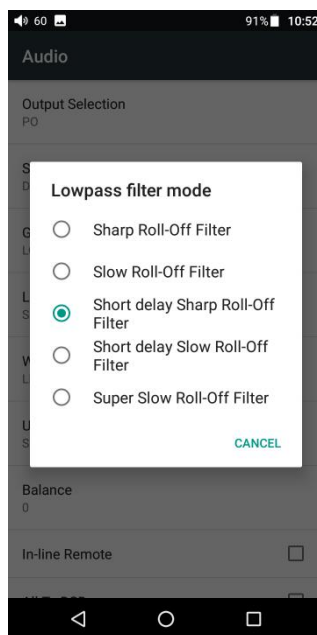 60 91% 10:52
Audio
Output Selection
PO
S
D
Lowpass filter mode
G
Sharp Roll-Off Filter
L
Slow Roll-Off Filter
L
Short delay Sharp Roll-Off
S
Filter
Short delay Slow Roll-Off
W
Filter
L
Super Slow Roll-Off Filter
U
S
CANCEL
Balance
0
In-line Remote